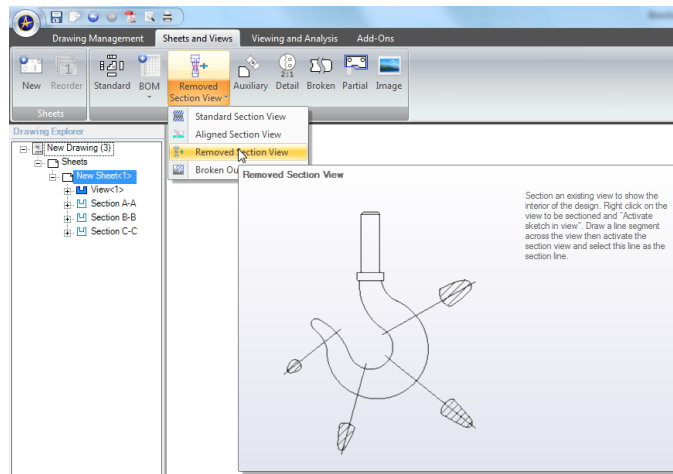 Drawing Management Sheets and Views Viewing and Analysis Add-Ons
New Reorder Standard BOM Removed Section View Auxiliary Detail Broken Partial Image
2:1
Sheets
Standard Section View
Aligned Section View
Removed Section View
Broken Ou
Drawing Explorer
New Drawing (3)
Sheets
New Sheet<1>
View<1>
Section A-A
Section B-B
Section C-C
Removed Section View
Section an existing view to show the
interior of the design. Right click on the
view to be sectioned and "Activate
sketch in view". Draw a line segment
across the view then activate the
section view and select this line as the
section line.